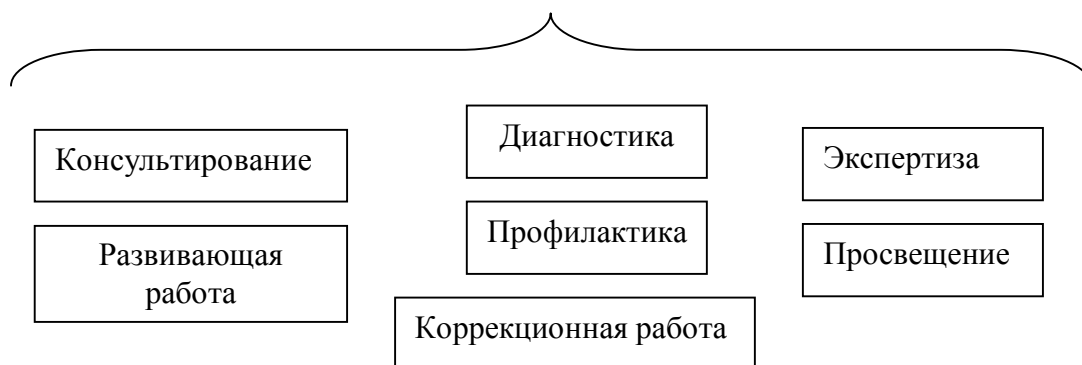 Консультирование
Диагностика
Экспертиза
Развивающая
работа
Профилактика
Просвещение
Коррекционная работа